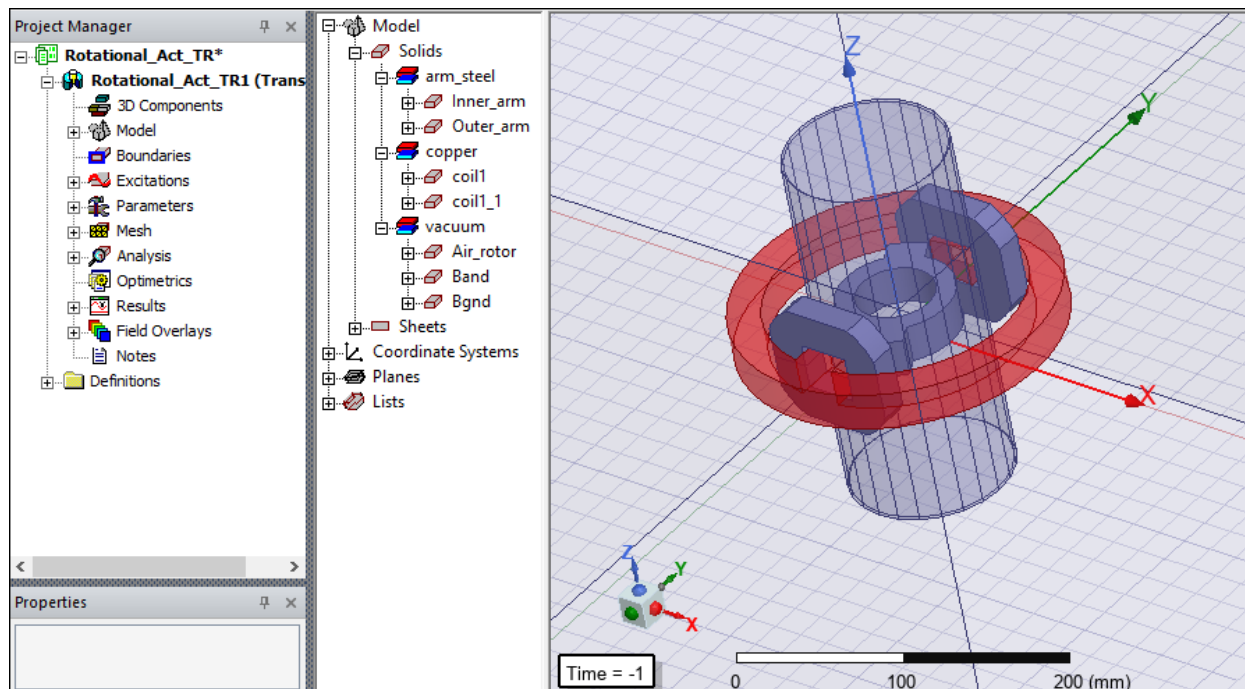 Project Manager
Rotational_Act_TR*
Rotational_Act_TR1 (Trans
3D Components
Model
Boundaries
Excitations
Parameters
Mesh
Analysis
Optimetrics
Results
Field Overlays
Notes
Definitions
Properties
Model
Solids
arm_steel
Inner_arm
Outer_arm
copper
coil1
coil1_1
vacuum
Air_rotor
Band
Bgnd
Sheets
Coordinate Systems
Planes
Lists
Z
Y
X
Z
Y
X
Time = -1
0 100 200 (mm)